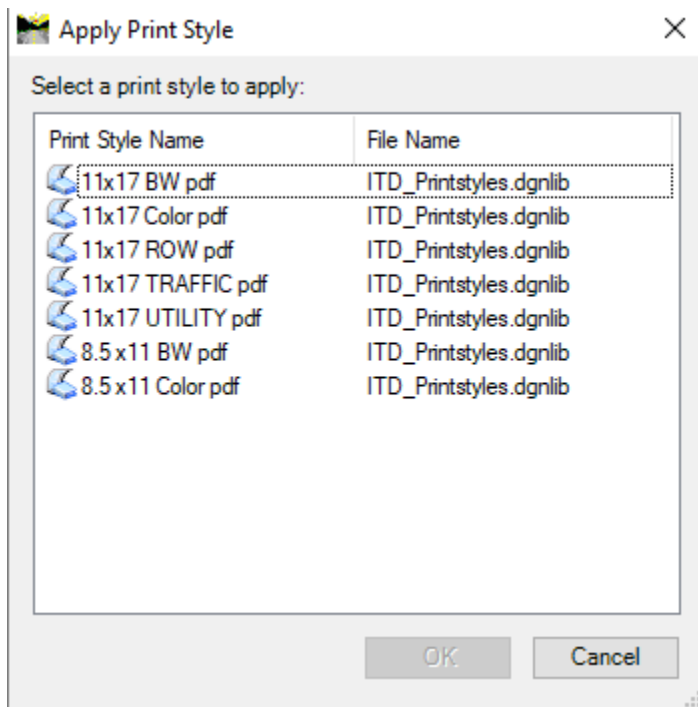 Apply Print Style
Select a print style to apply:
Print Style Name File Name
11x17 BW pdf ITD_Printstyles.dgnlib
11x17 Color pdf ITD_Printstyles.dgnlib
11x17 ROW pdf ITD_Printstyles.dgnlib
11x17 TRAFFIC pdf ITD_Printstyles.dgnlib
11x17 UTILITY pdf ITD_Printstyles.dgnlib
8.5 x11 BW pdf ITD_Printstyles.dgnlib
8.5 x11 Color pdf ITD_Printstyles.dgnlib
OK Cancel